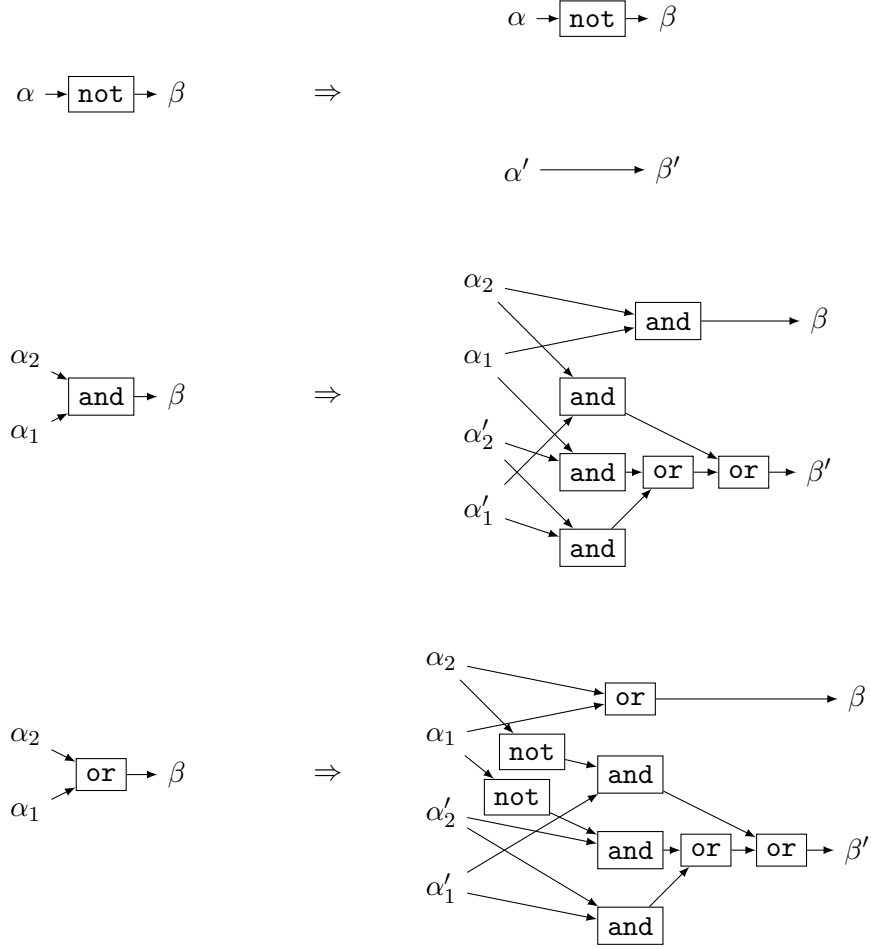 α → not → β
α → not → β ⇒
α′ → β′
α₂
and → β
α₂
α₁
and → β ⇒ and
α₁
α′₂
and or or β′
α′₁
and
α₂
or β
α₂
α₁
not
or → β ⇒ and
not
α₁
α′₂
and or or β′
α′₁
and